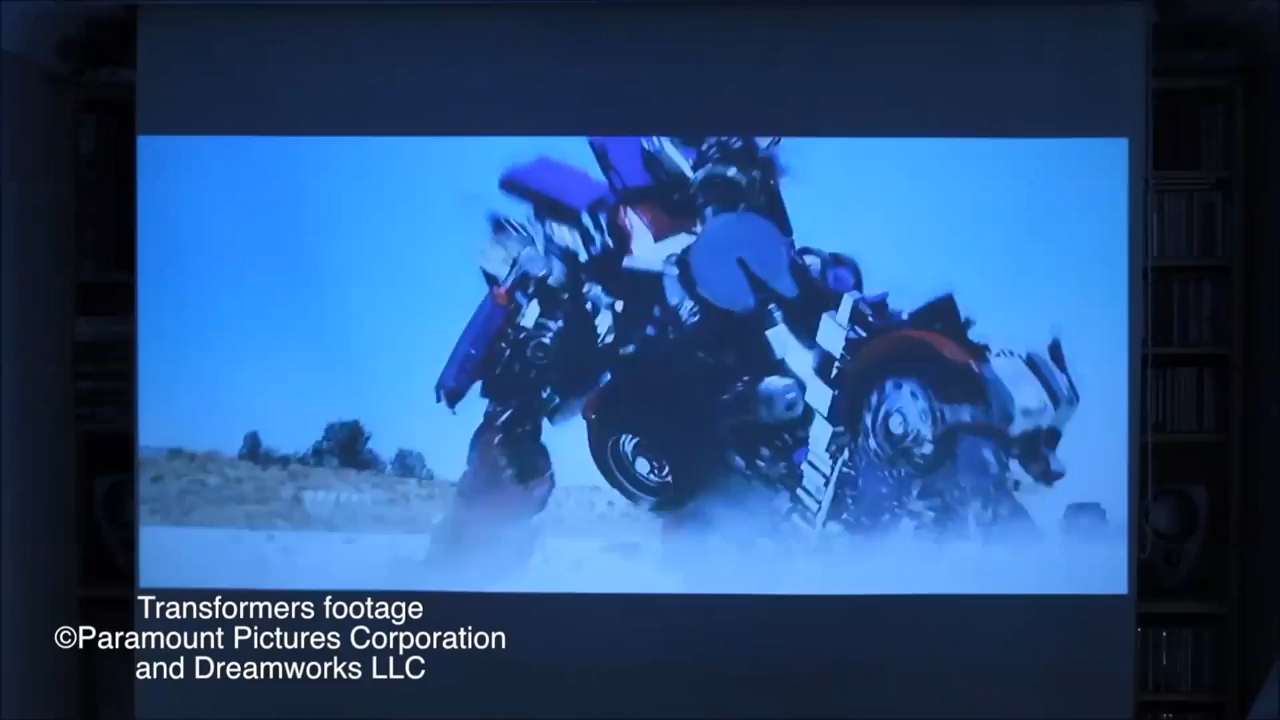 Transformers footage
©Paramount Pictures Corporation
and Dreamworks LLC